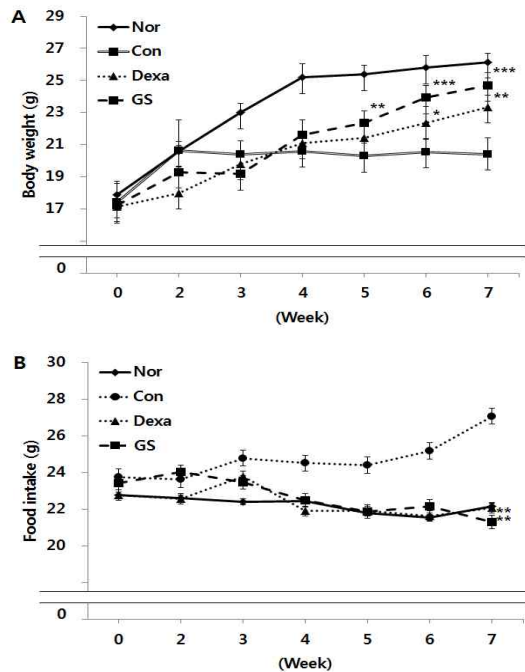 A
29
27
25
23
21
19
17
0
Body weight (g)
Nor
Con
Dexa
GS
**
***
*
***
**
0 2 3 4 5 6 7
(Week)
B
30
28
26
24
22
20
0
Food intake (g)
Nor
Con
Dexa
GS
**
**
0 2 3 4 5 6 7
(Week)